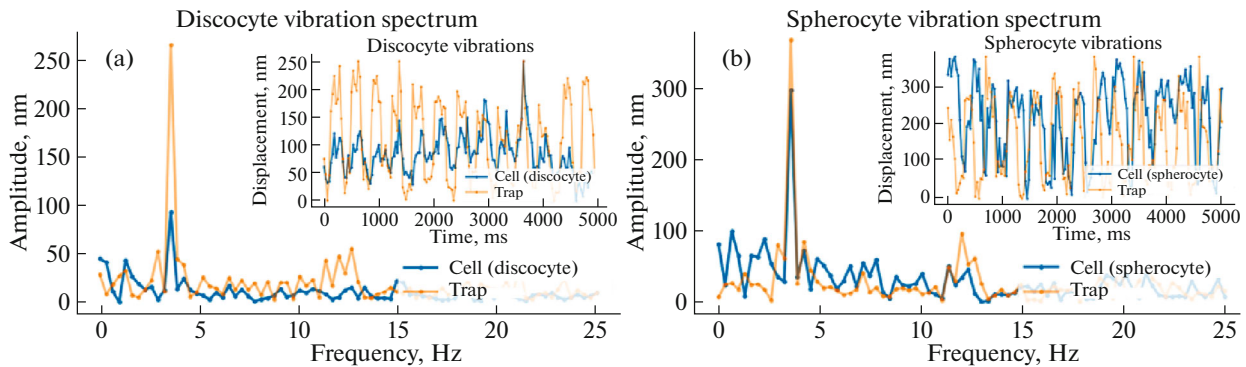 Discocyte vibration spectrum
(a)
Amplitude, nm
250
200
150
100
50
0
0 5 10 15 20 25
Frequency, Hz
Cell (discocyte)
Trap
Discocyte vibrations
Displacement, nm
250
200
150
100
50
0
0 1000 2000 3000 4000 5000
Time, ms
Cell (discocyte)
Trap
Spherocyte vibration spectrum
(b)
Amplitude, nm
300
200
100
0
0 5 10 15 20 25
Frequency, Hz
Cell (spherocyte)
Trap
Spherocyte vibrations
Displacement, nm
300
200
100
0
0 1000 2000 3000 4000 5000
Time, ms
Cell (spherocyte)
Trap